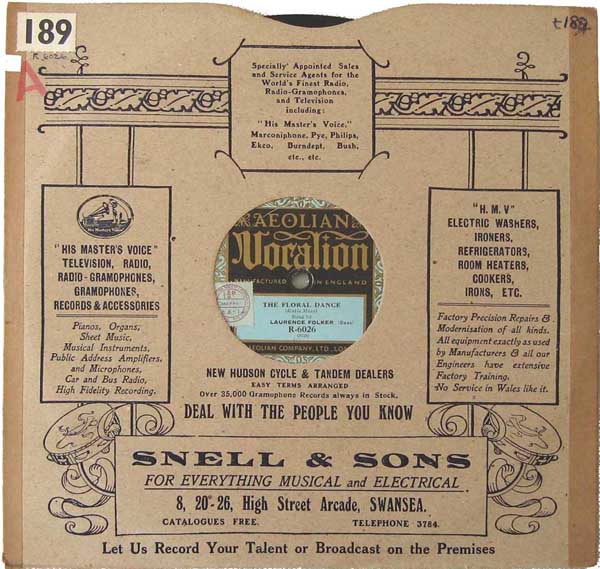 189
t189
R 6026
A
Specially Appointed Sales
and Service Agents for the
World's Finest Radio,
Radio-Gramophones,
and Television
including:
"His Master's Voice,"
Marconiphone, Pye, Philips,
Ekco, Burndept, Bush,
etc., etc.
"His Master's Voice"
"HIS MASTER'S VOICE"
TELEVISION, RADIO,
RADIO-GRAMOPHONES,
GRAMOPHONES,
RECORDS & ACCESSORIES
Pianos, Organs,
Sheet Music,
Musical Instruments,
Public Address Amplifiers,
and Microphones,
Car and Bus Radio,
High Fidelity Recording.
AEOLIAN
Vocalion
MANUFACTURED IN ENGLAND
THE FLORAL DANCE
(Katie Moss)
Sung by
LAURENCE FOLKER (Bass)
R-6026
AEOLIAN COMPANY, LTD., LON
"H. M. V"
ELECTRIC WASHERS,
IRONERS,
REFRIGERATORS,
ROOM HEATERS,
COOKERS,
IRONS, ETC.
Factory Precision Repairs &
Modernisation of all kinds.
All equipment exactly as used
by Manufacturers & all our
Engineers have extensive
Factory Training.
No Service in Wales like it.
NEW HUDSON CYCLE & TANDEM DEALERS
EASY TERMS ARRANGED
Over 35,000 Gramophone Records always in Stock.
DEAL WITH THE PEOPLE YOU KNOW
SNELL & SONS
FOR EVERYTHING MUSICAL and ELECTRICAL
8, 20-26, High Street Arcade, SWANSEA.
CATALOGUES FREE. TELEPHONE 3784.
Let Us Record Your Talent or Broadcast on the Premises